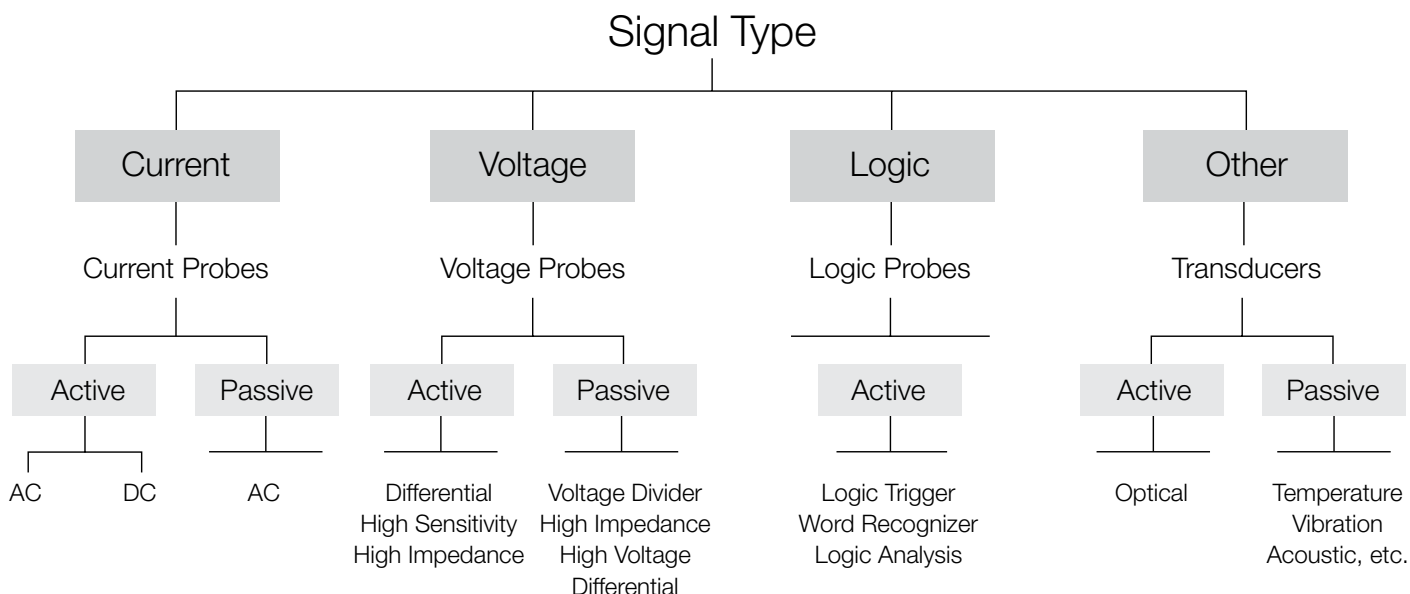 Signal Type
Current
Voltage
Logic
Other
Current Probes
Voltage Probes
Logic Probes
Transducers
Active
Passive
Active
Passive
Active
Active
Passive
AC
DC
AC
Differential
High Sensitivity
High Impedance
Voltage Divider
High Impedance
High Voltage
Differential
Logic Trigger
Word Recognizer
Logic Analysis
Optical
Temperature
Vibration
Acoustic, etc.